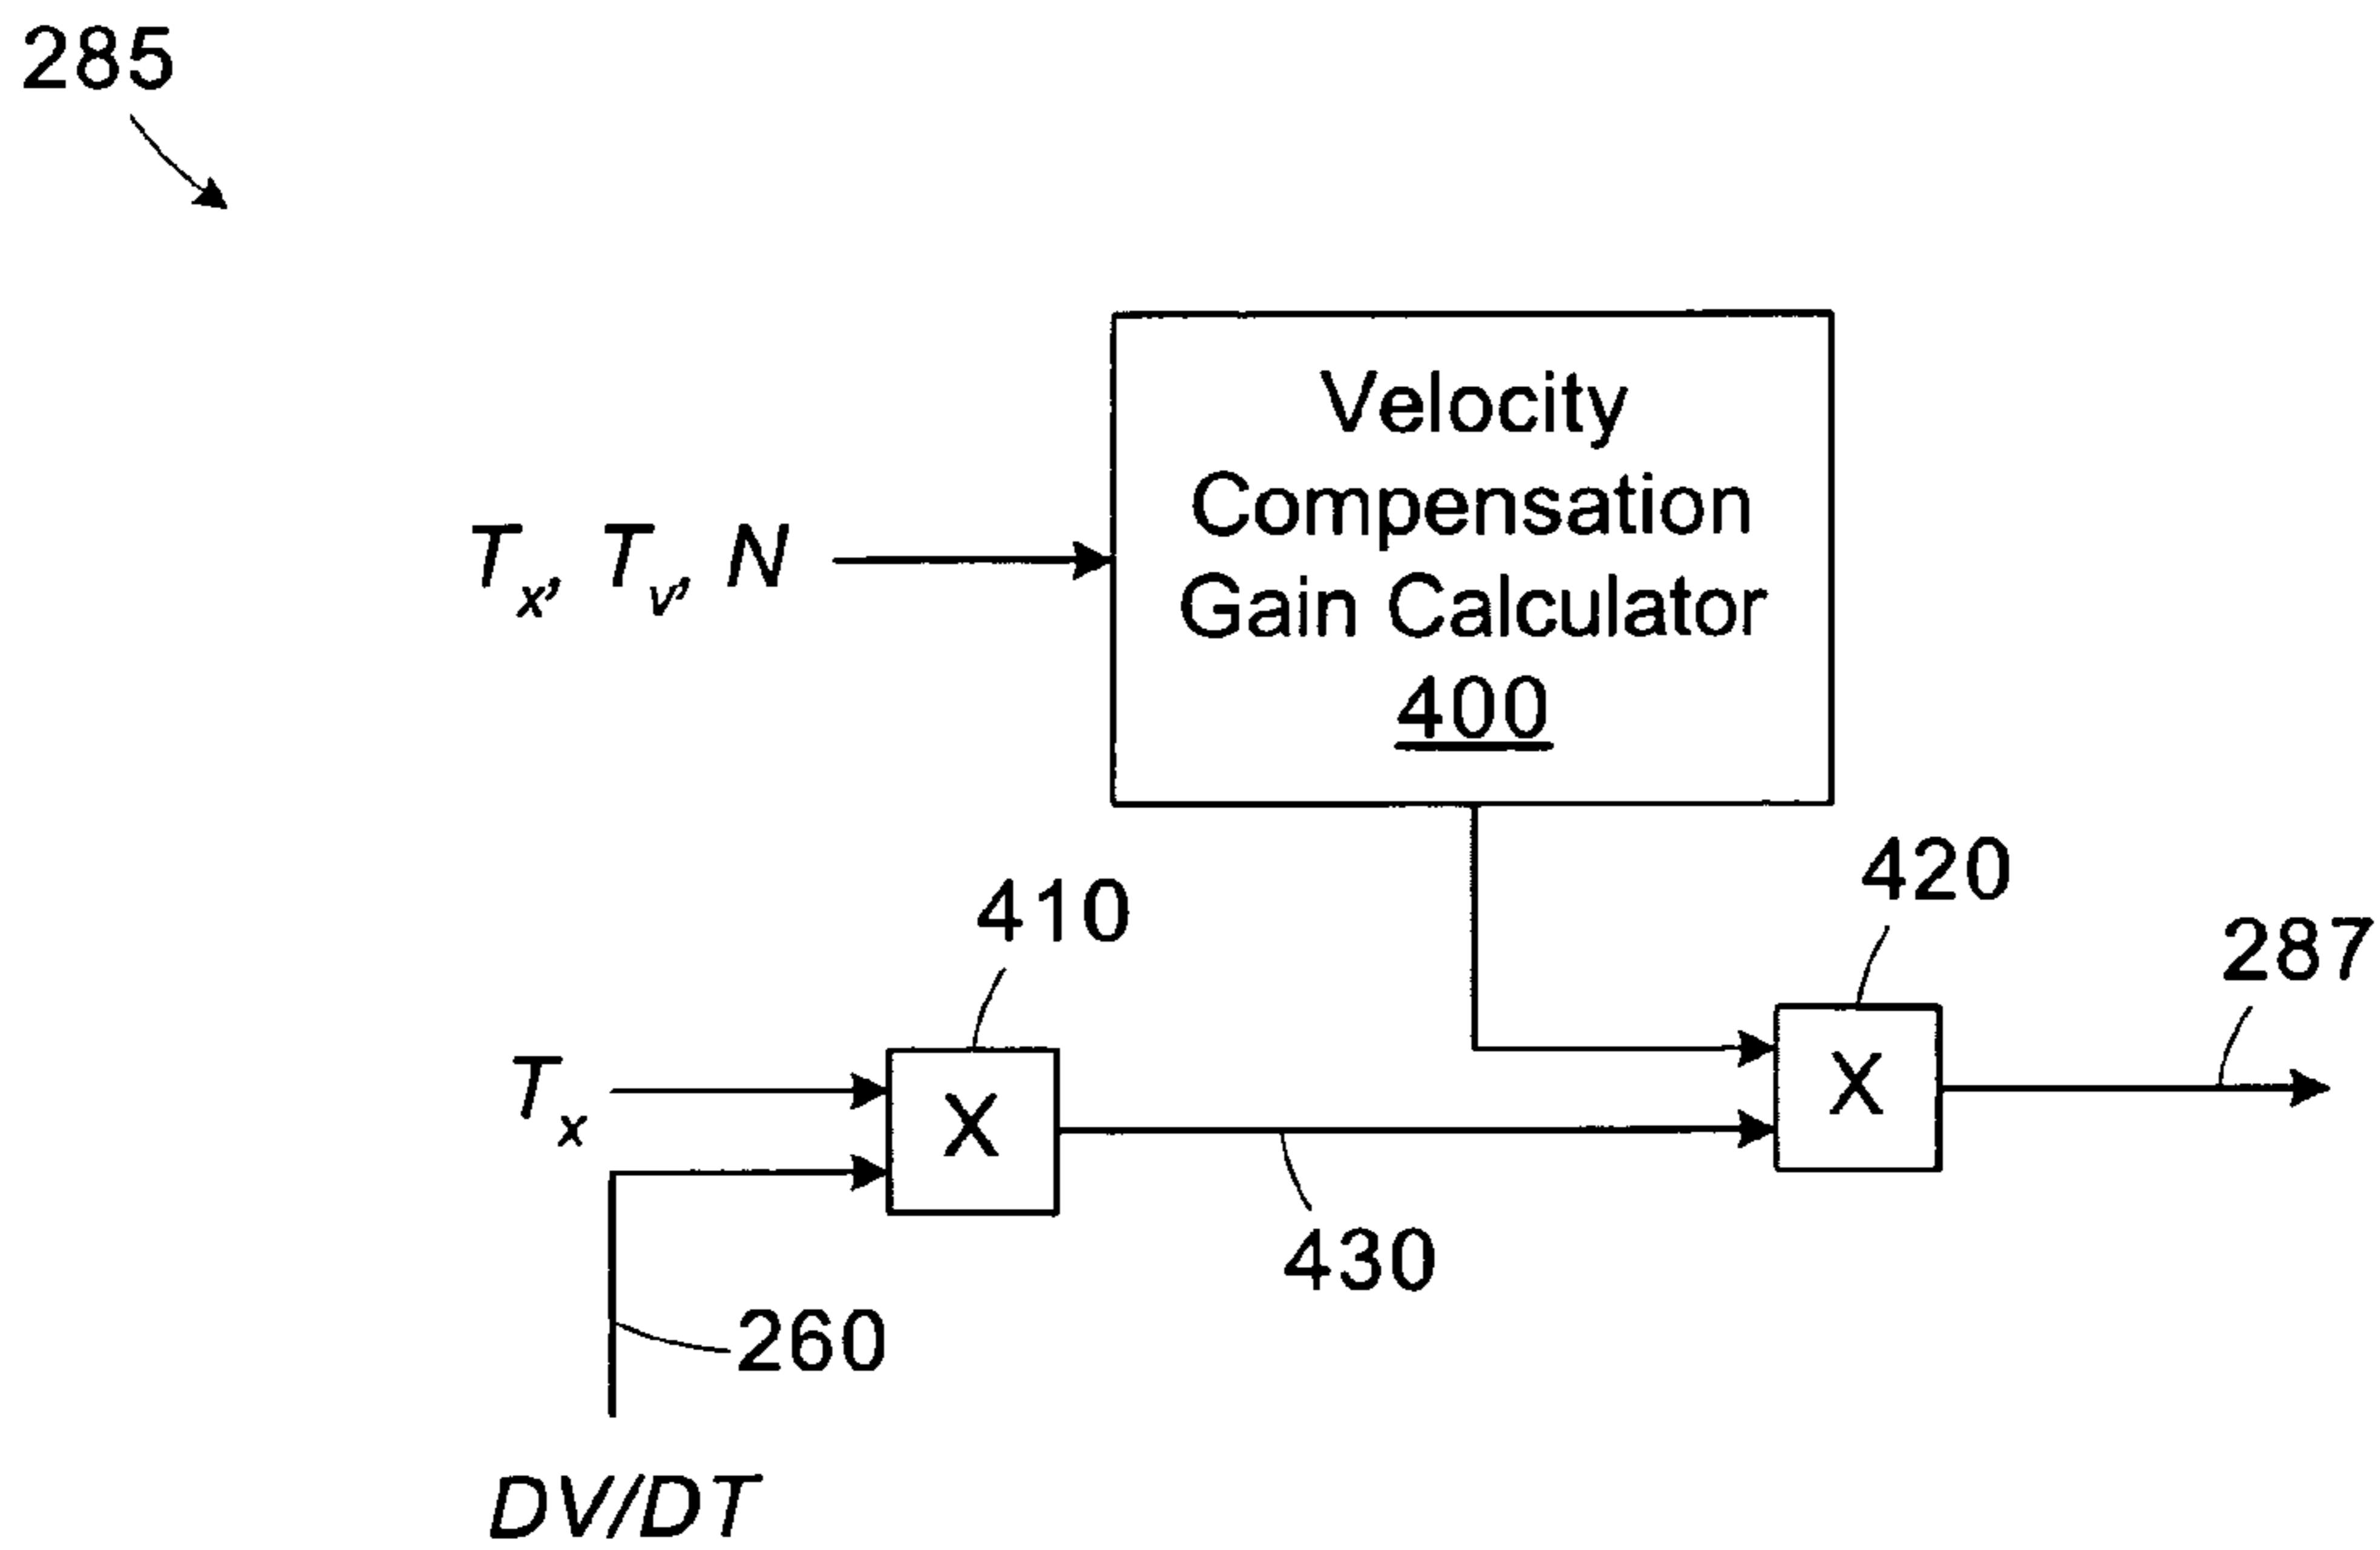 285
Velocity
Compensation
Gain Calculator
400
Tx, Tv, N
410
420
287
Tx
X
X
430
260
DV/DT